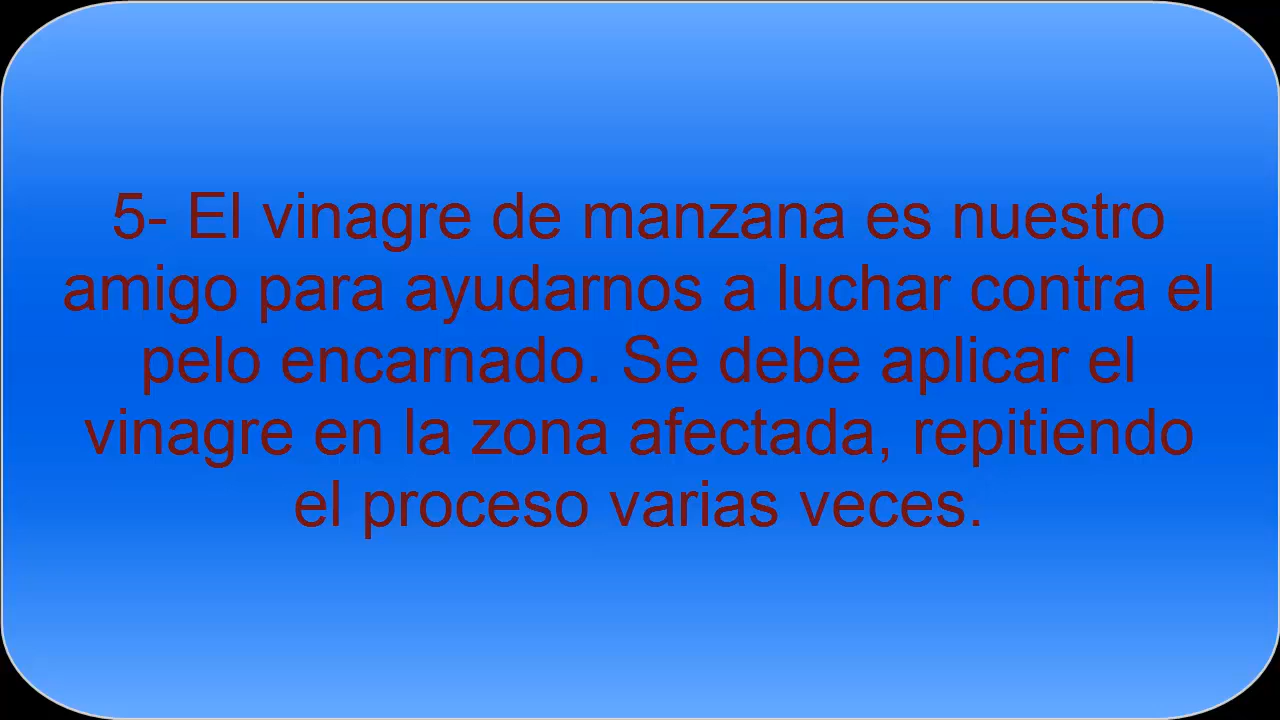 5- El vinagre de manzana es nuestro
amigo para ayudarnos a luchar contra el
pelo encarnado. Se debe aplicar el
vinagre en la zona afectada, repitiendo
el proceso varias veces.